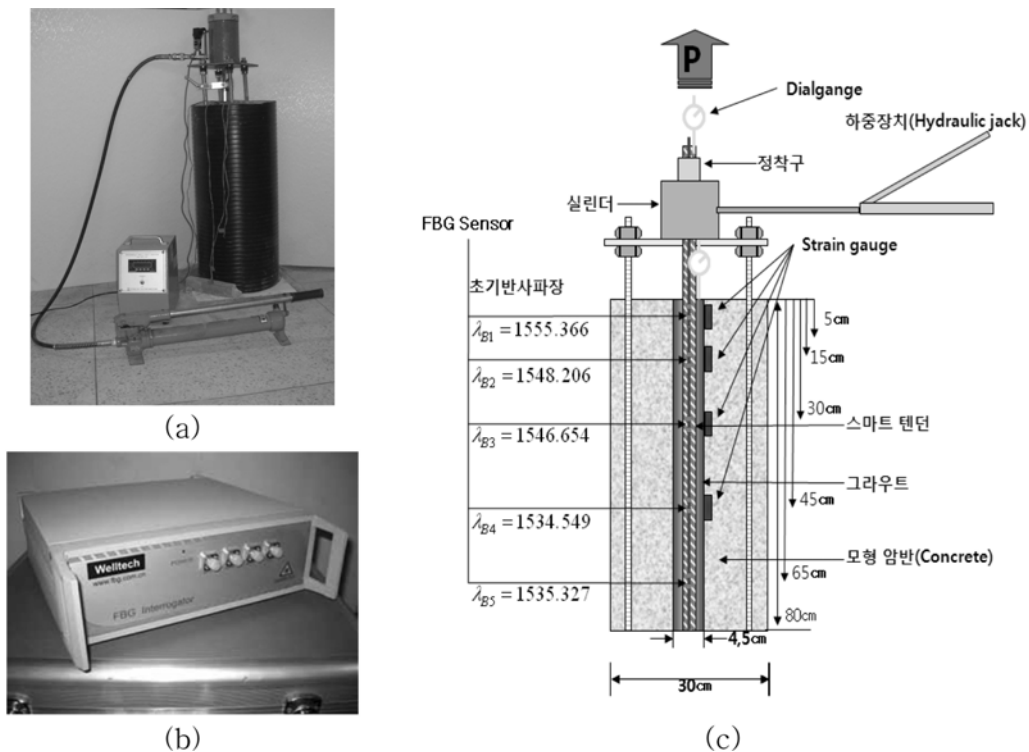 (a)
Welltech
www.fbg.com.cn
POWER
FBG Interrogator
(b)
P
Dialgange
하중장치(Hydraulic jack)
정착구
실린더
FBG Sensor
Strain gauge
초기반사파장
λB1 = 1555.366
5㎝
15㎝
λB2 = 1548.206
30㎝
스마트 텐던
λB3 = 1546.654
그라우트
45㎝
λB4 = 1534.549
모형 암반(Concrete)
65㎝
λB5 = 1535.327
80㎝
4,5㎝
30㎝
(c)